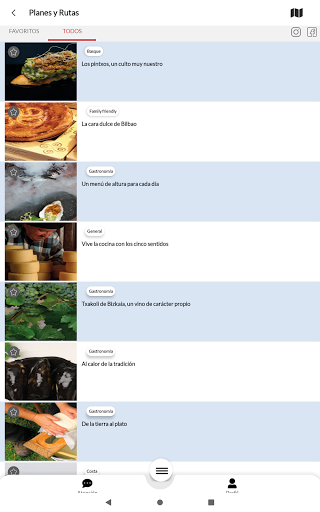 Planes y Rutas
FAVORITOS
TODOS
Basque
Los pintxos, un culto muy nuestro
Family friendly
La cara dulce de Bilbao
Gastronomía
Un menú de altura para cada día
General
Vive la cocina con los cinco sentidos
Gastronomía
Txakoli de Bizkaia, un vino de carácter propio
Gastronomía
Al calor de la tradición
Gastronomía
De la tierra al plato
Costa